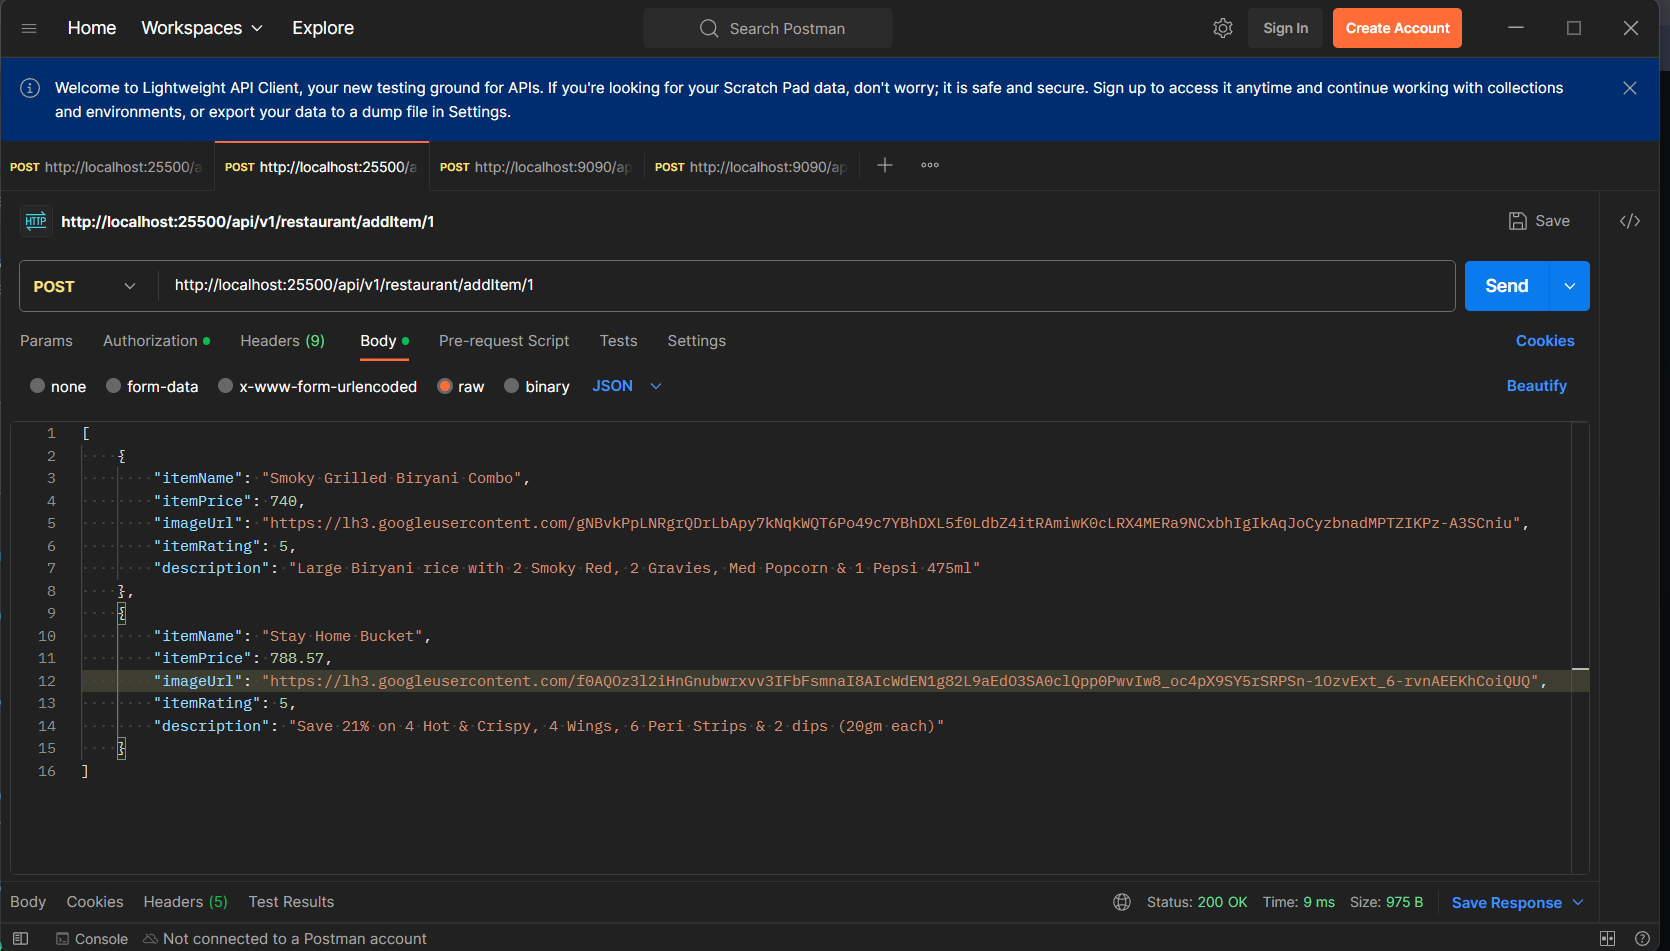 Home Workspaces Explore Search Postman Sign In Create Account
Welcome to Lightweight API Client, your new testing ground for APIs. If you're looking for your Scratch Pad data, don't worry; it is safe and secure. Sign up to access it anytime and continue working with collections
and environments, or export your data to a dump file in Settings.
POST http://localhost:25500/a POST http://localhost:25500/a POST http://localhost:9090/ap POST http://localhost:9090/ap
HTTP http://localhost:25500/api/v1/restaurant/addItem/1 Save </>
POST http://localhost:25500/api/v1/restaurant/addItem/1 Send
Params Authorization Headers (9) Body Pre-request Script Tests Settings Cookies
none form-data x-www-form-urlencoded raw binary JSON Beautify
1 [
2 {
3 "itemName": "Smoky Grilled Biryani Combo",
4 "itemPrice": 740,
5 "imageUrl": "https://lh3.googleusercontent.com/gNBvkPpLNRgrQDrLbApy7kNqkWQT6Po49c7YBhDXL5f0LdbZ4itRAmiwK0cLRX4MERa9NCxbhIgIkAqJoCyzbnadMPTZIKPz-A3SCniu",
6 "itemRating": 5,
7 "description": "Large Biryani rice with 2 Smoky Red, 2 Gravies, Med Popcorn & 1 Pepsi 475ml"
8 },
9 {
10 "itemName": "Stay Home Bucket",
11 "itemPrice": 788.57,
12 "imageUrl": "https://lh3.googleusercontent.com/f0AQOz3l2iHnGnubwrxvv3IFbFsmnaI8AIcWdEN1g82L9aEdO3SA0clQpp0PwvIw8_oc4pX9SY5rSRPSn-1OzvExt_6-rvnAEEKhCoiQUQ",
13 "itemRating": 5,
14 "description": "Save 21% on 4 Hot & Crispy, 4 Wings, 6 Peri Strips & 2 dips (20gm each)"
15 }
16 ]
Body Cookies Headers (5) Test Results Status: 200 OK Time: 9 ms Size: 975 B Save Response
Console Not connected to a Postman account